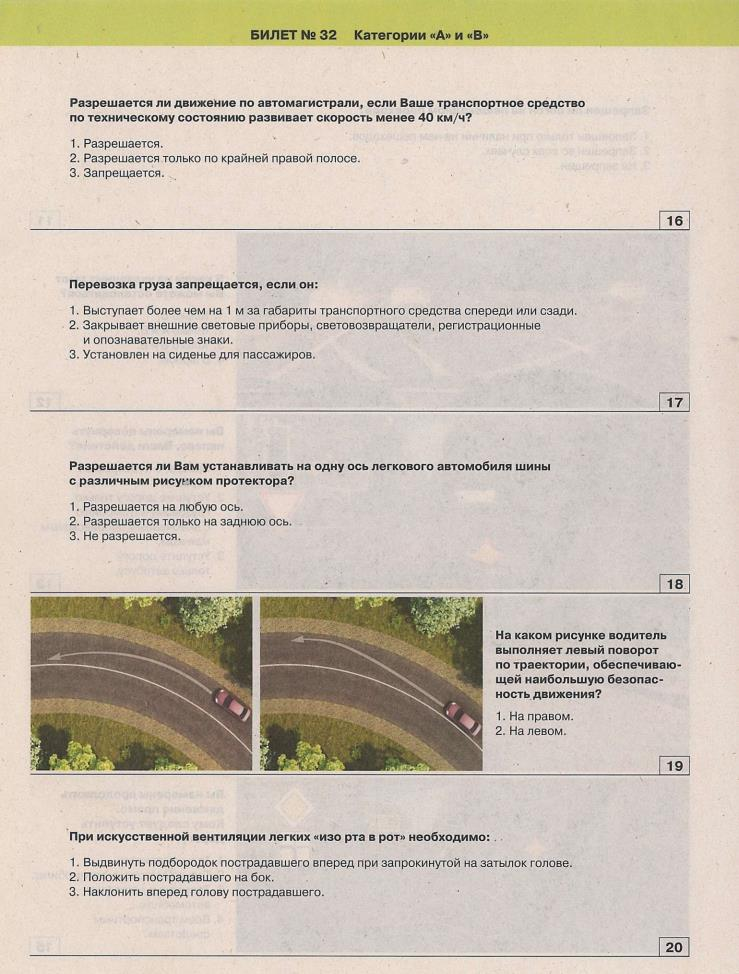 БИЛЕТ № 32 Категории «А» и «В»
Разрешается ли движение по автомагистрали, если Ваше транспортное средство
по техническому состоянию развивает скорость менее 40 км/ч?
1. Разрешается.
2. Разрешается только по крайней правой полосе.
3. Запрещается.
16
Перевозка груза запрещается, если он:
1. Выступает более чем на 1 м за габариты транспортного средства спереди или сзади.
2. Закрывает внешние световые приборы, световозвращатели, регистрационные
и опознавательные знаки.
3. Установлен на сиденье для пассажиров.
17
Разрешается ли Вам устанавливать на одну ось легкового автомобиля шины
с различным рисунком протектора?
1. Разрешается на любую ось.
2. Разрешается только на заднюю ось.
3. Не разрешается.
18
На каком рисунке водитель
выполняет левый поворот
по траектории, обеспечиваю-
щей наибольшую безопас-
ность движения?
1. На правом.
2. На левом.
19
При искусственной вентиляции легких «изо рта в рот» необходимо:
1. Выдвинуть подбородок пострадавшего вперед при запрокинутой на затылок голове.
2. Положить пострадавшего на бок.
3. Наклонить вперед голову пострадавшего.
20